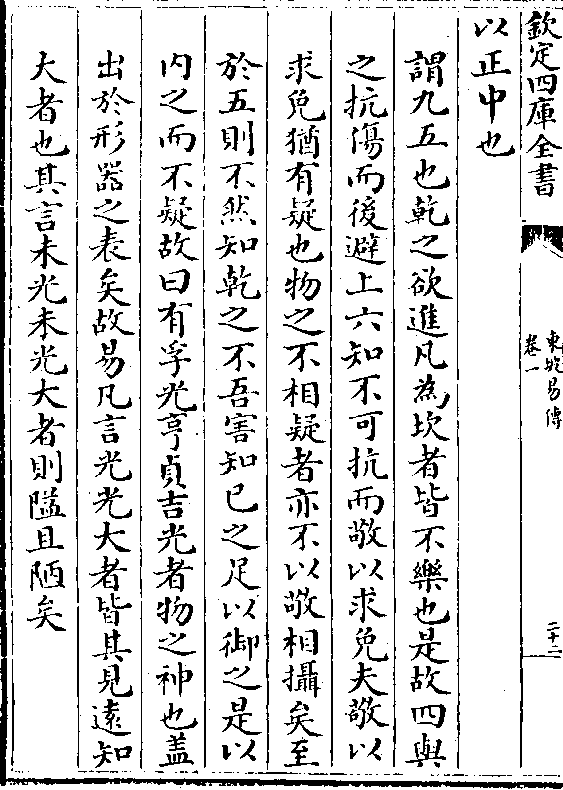 欽定四庫全書
東坡易傳
卷一
二十二
以正中也
謂九五也乾之欲進凡為坎者皆不樂也是故四與
之抗傷而後避上六知不可抗而敬以求免夫敬以
求免猶有疑也物之不相疑者亦不以敬相攝矣至
於五則不然知乾之不吾害知已之足以御之是以
内之而不疑故曰有孚光亨貞吉光者物之神也盖
出於形器之表矣故易凡言光光大者皆其見遠知
大者也其言未光未光大者則隘且陋矣